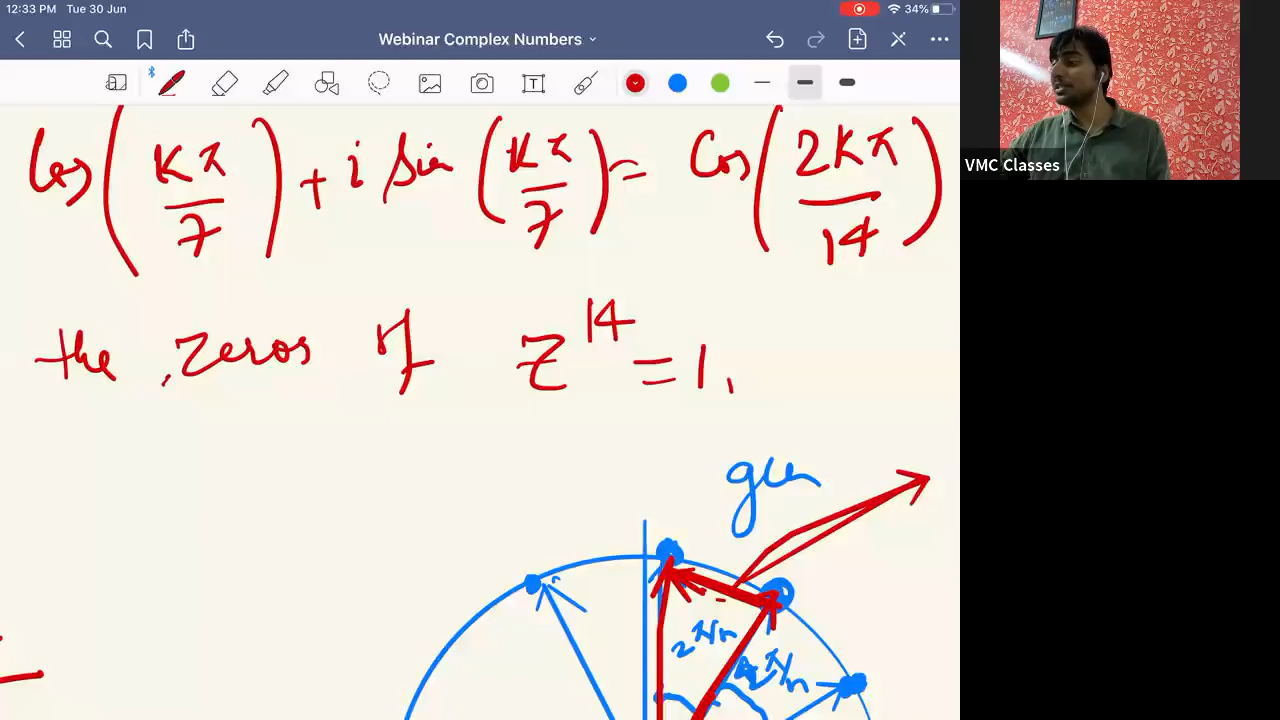 12:33 PM Tue 30 Jun
34%
Webinar Complex Numbers
T
VMC Classes
Cos(kπ/7) + i Sin(kπ/7) = Cos(2kπ/14)
the zeros of z^14 = 1,
2π/n
2π/n